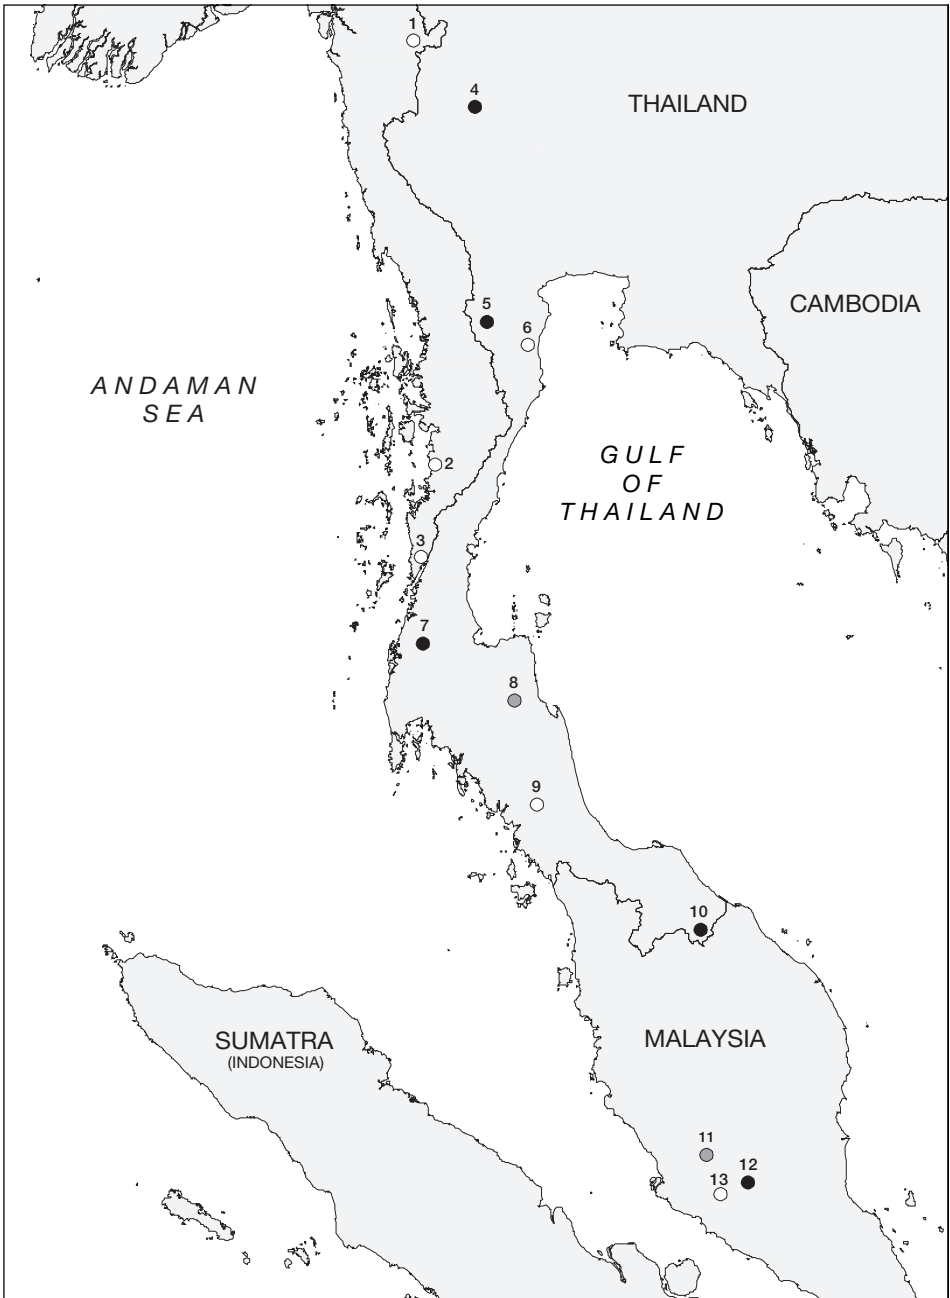 1
4
THAILAND
CAMBODIA
5
6
ANDAMAN
SEA
GULF
OF
THAILAND
2
3
7
8
9
10
SUMATRA
(INDONESIA)
MALAYSIA
11
12
13